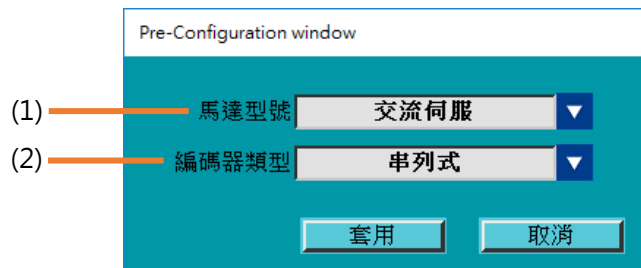 Pre-Configuration window
(1) 馬達型號 交流伺服
(2) 編碼器類型 串列式
套用 取消